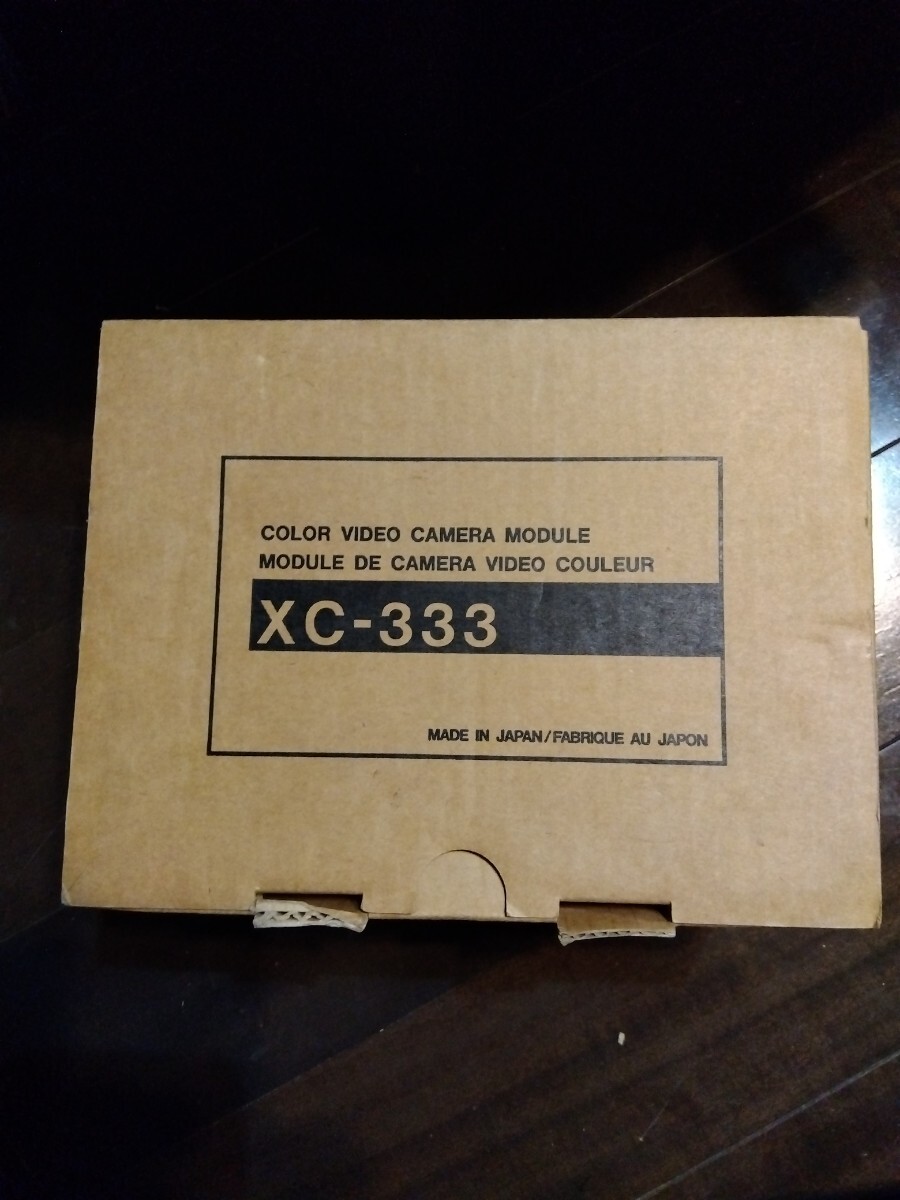 COLOR VIDEO CAMERA MODULE
MODULE DE CAMERA VIDEO COULEUR
XC-333
MADE IN JAPAN/FABRIQUE AU JAPON